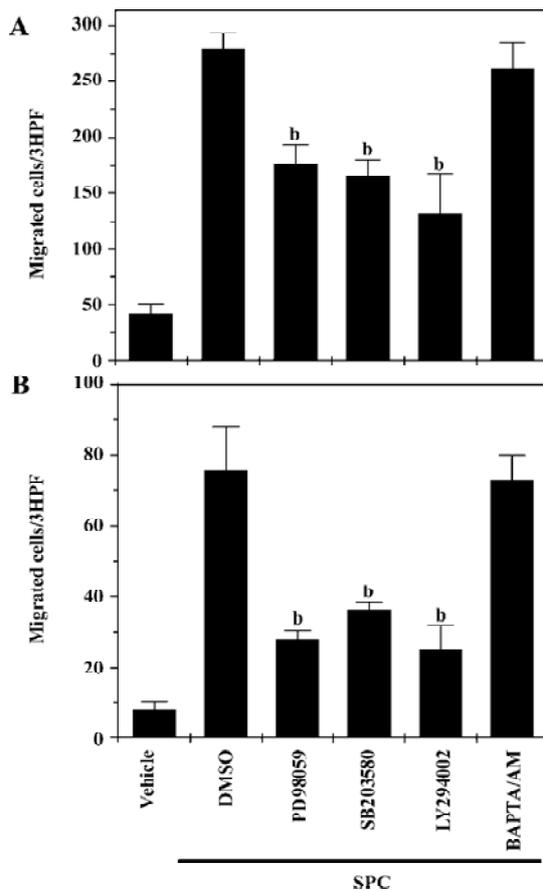 A
300
250
200
150
100
50
0
Migrated cells/3HPF
b
b
b
B
100
80
60
40
20
0
Migrated cells/3HPF
b
b
b
Vehicle
DMSO
PD98059
SB203580
LY294002
BAPTA/AM
SPC